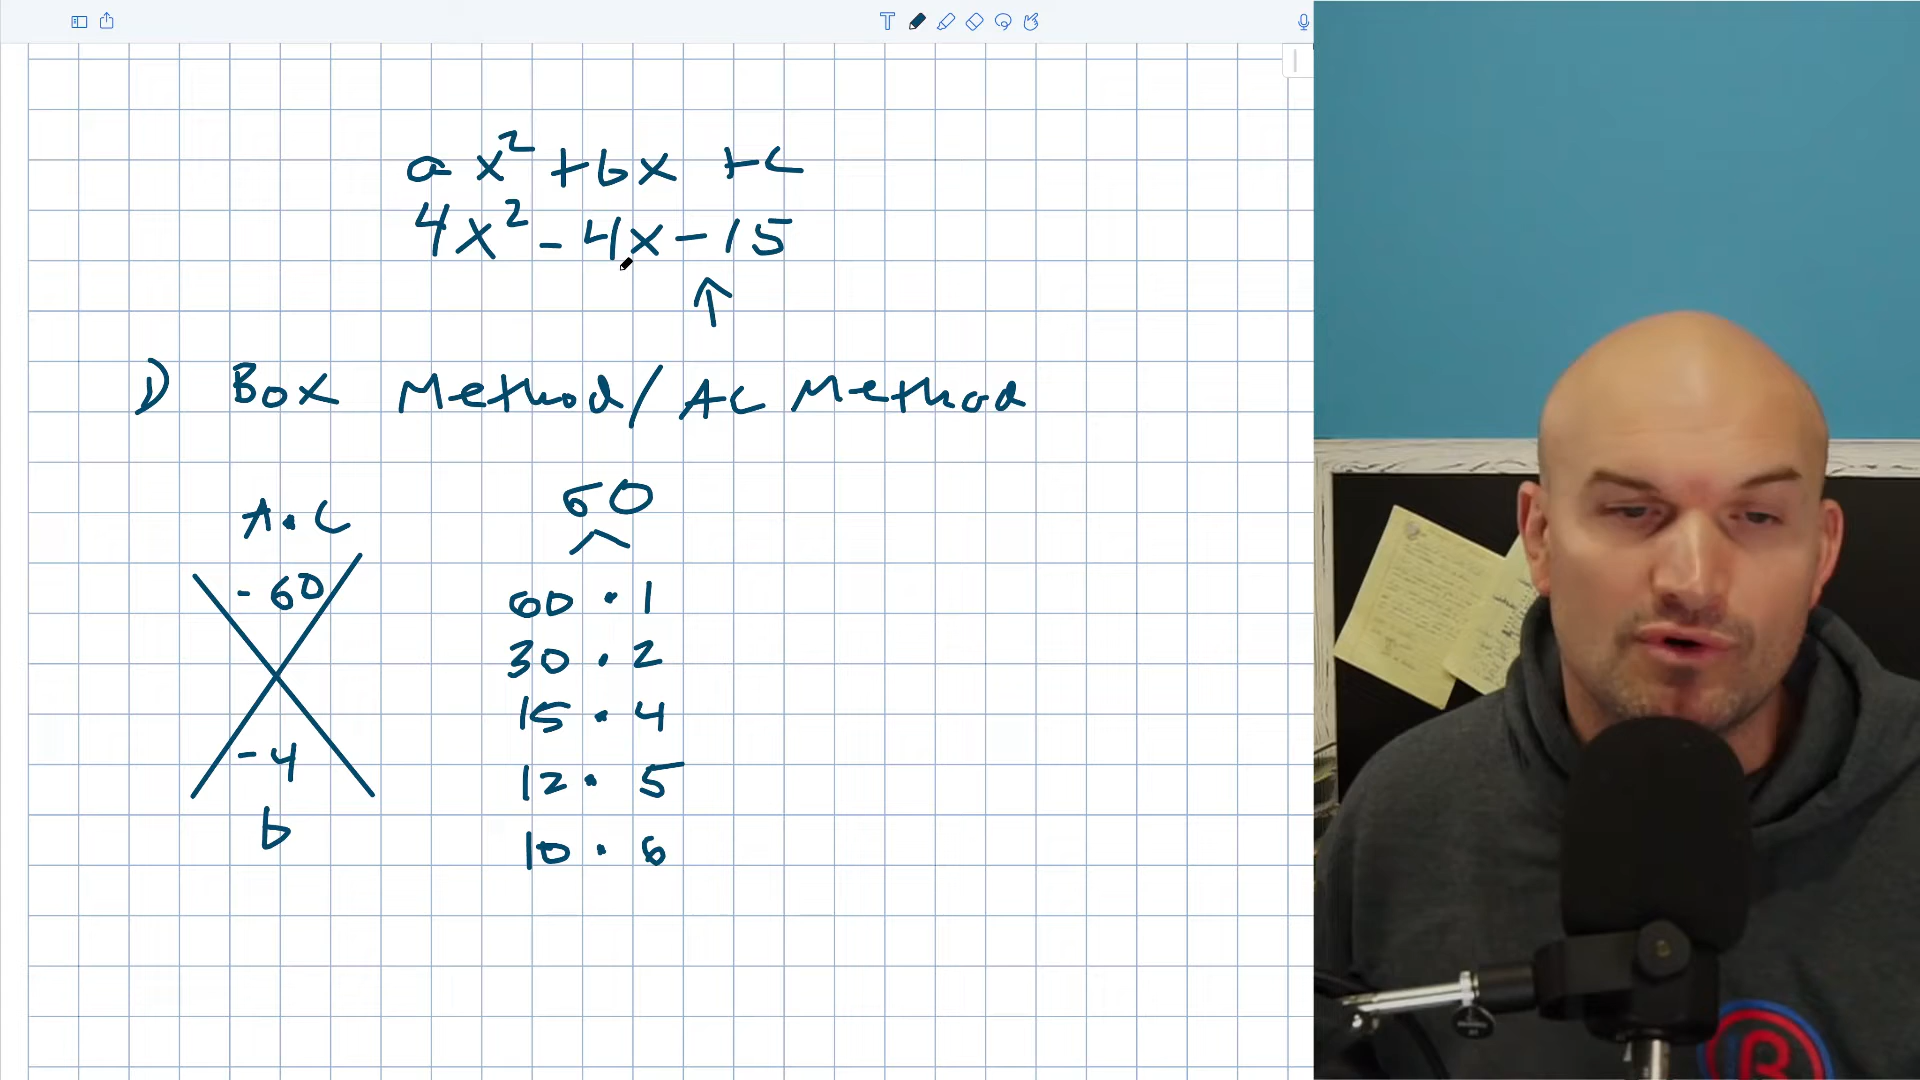 ax² + bx + c
4x² - 4x - 15
1) Box Method / AC Method
A • C
60
- 60
60 • 1
30 • 2
15 • 4
- 4
12 • 5
b
10 • 6